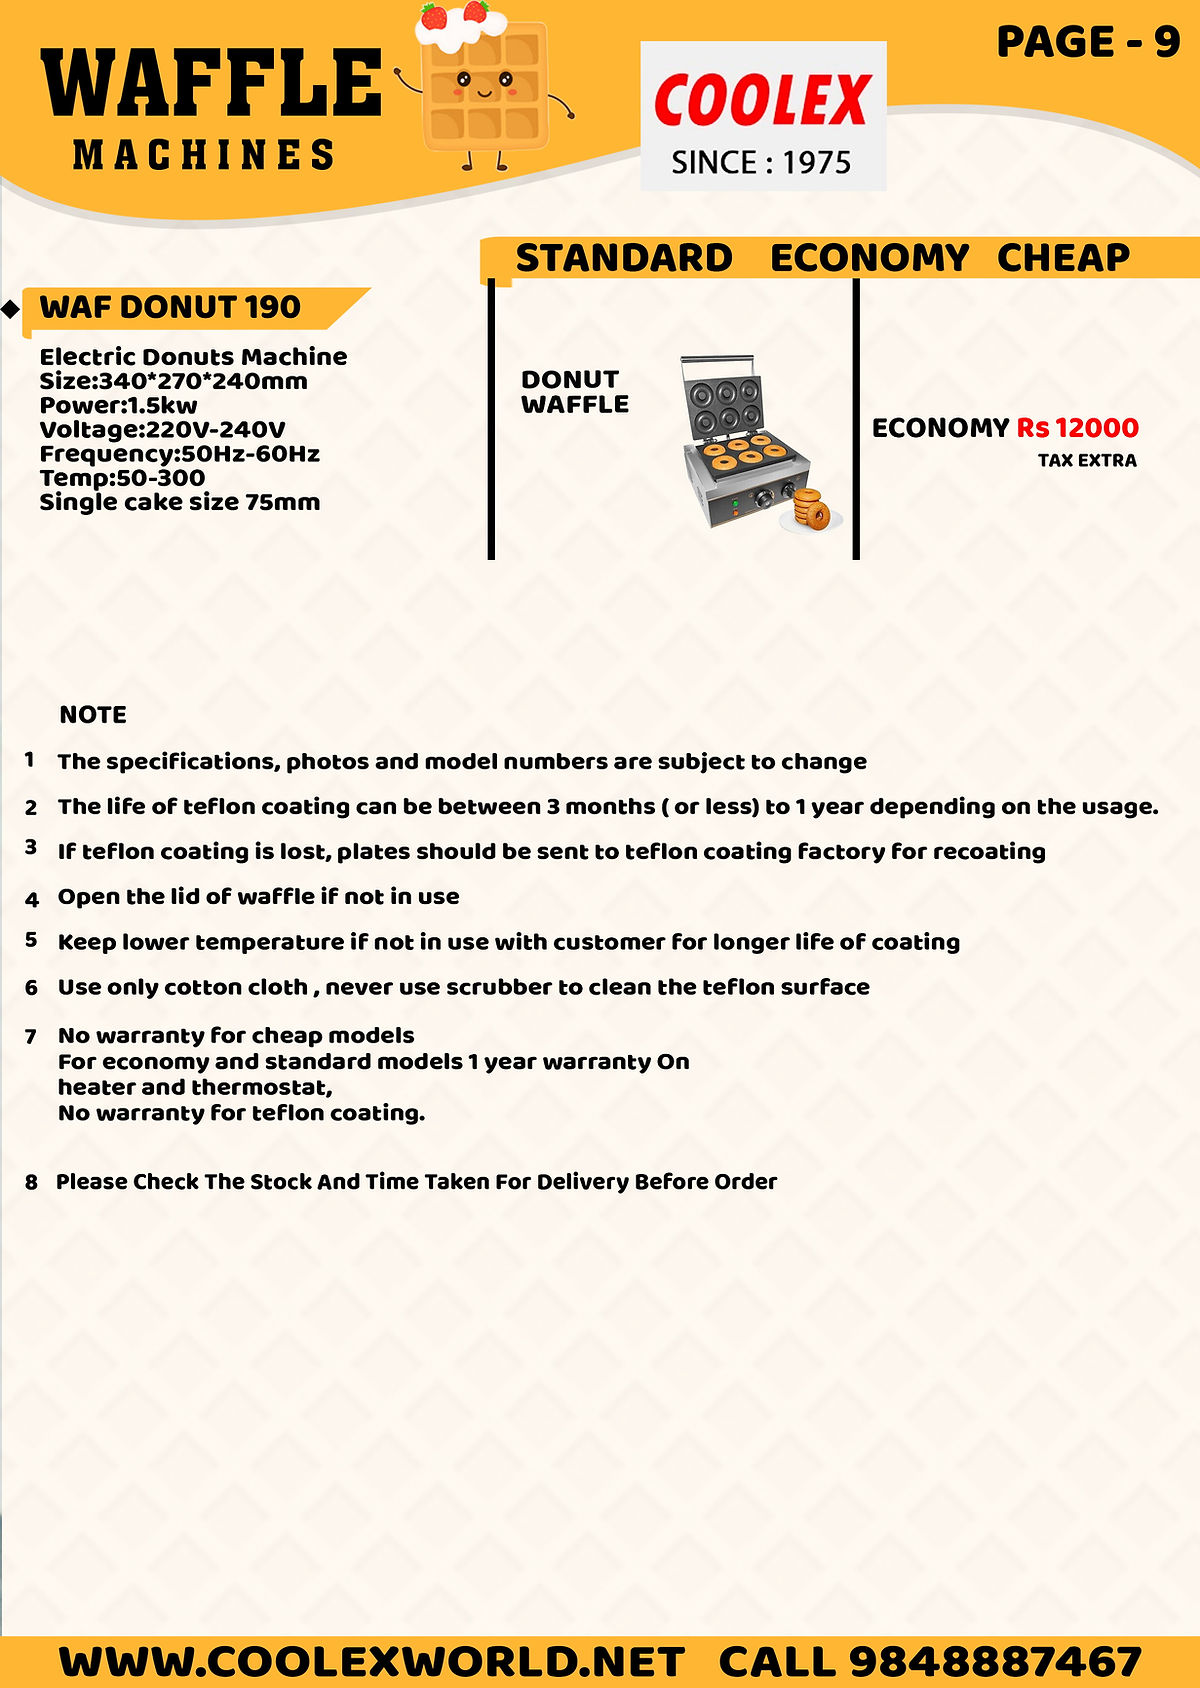 WAFFLE
MACHINES
COOLEX
SINCE : 1975
PAGE - 9
STANDARD ECONOMY CHEAP
WAF DONUT 190
Electric Donuts Machine
Size:340*270*240mm
Power:1.5kw
Voltage:220V-240V
Frequency:50Hz-60Hz
Temp:50-300
Single cake size 75mm
DONUT
WAFFLE
ECONOMY Rs 12000
TAX EXTRA
NOTE
1 The specifications, photos and model numbers are subject to change
2 The life of teflon coating can be between 3 months ( or less) to 1 year depending on the usage.
3 If teflon coating is lost, plates should be sent to teflon coating factory for recoating
4 Open the lid of waffle if not in use
5 Keep lower temperature if not in use with customer for longer life of coating
6 Use only cotton cloth , never use scrubber to clean the teflon surface
7 No warranty for cheap models
For economy and standard models 1 year warranty On
heater and thermostat,
No warranty for teflon coating.
8 Please Check The Stock And Time Taken For Delivery Before Order
WWW.COOLEXWORLD.NET CALL 9848887467